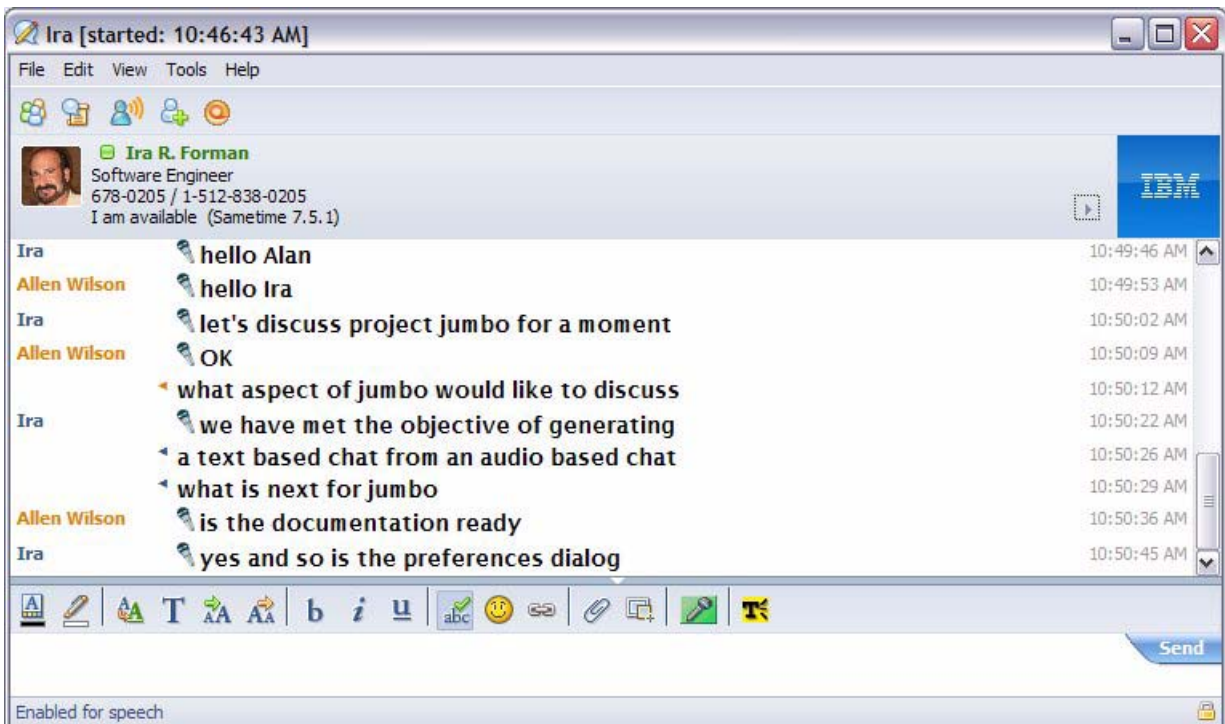 Ira [started: 10:46:43 AM]
File Edit View Tools Help
Ira R. Forman
Software Engineer
678-0205 / 1-512-838-0205
I am available (Sametime 7.5.1)
IBM
Ira hello Alan 10:49:46 AM
Allen Wilson hello Ira 10:49:53 AM
Ira let's discuss project jumbo for a moment 10:50:02 AM
Allen Wilson OK 10:50:09 AM
what aspect of jumbo would like to discuss 10:50:12 AM
Ira we have met the objective of generating 10:50:22 AM
a text based chat from an audio based chat 10:50:26 AM
what is next for jumbo 10:50:29 AM
Allen Wilson is the documentation ready 10:50:36 AM
Ira yes and so is the preferences dialog 10:50:45 AM
A A T A A b i u abc T
Send
Enabled for speech